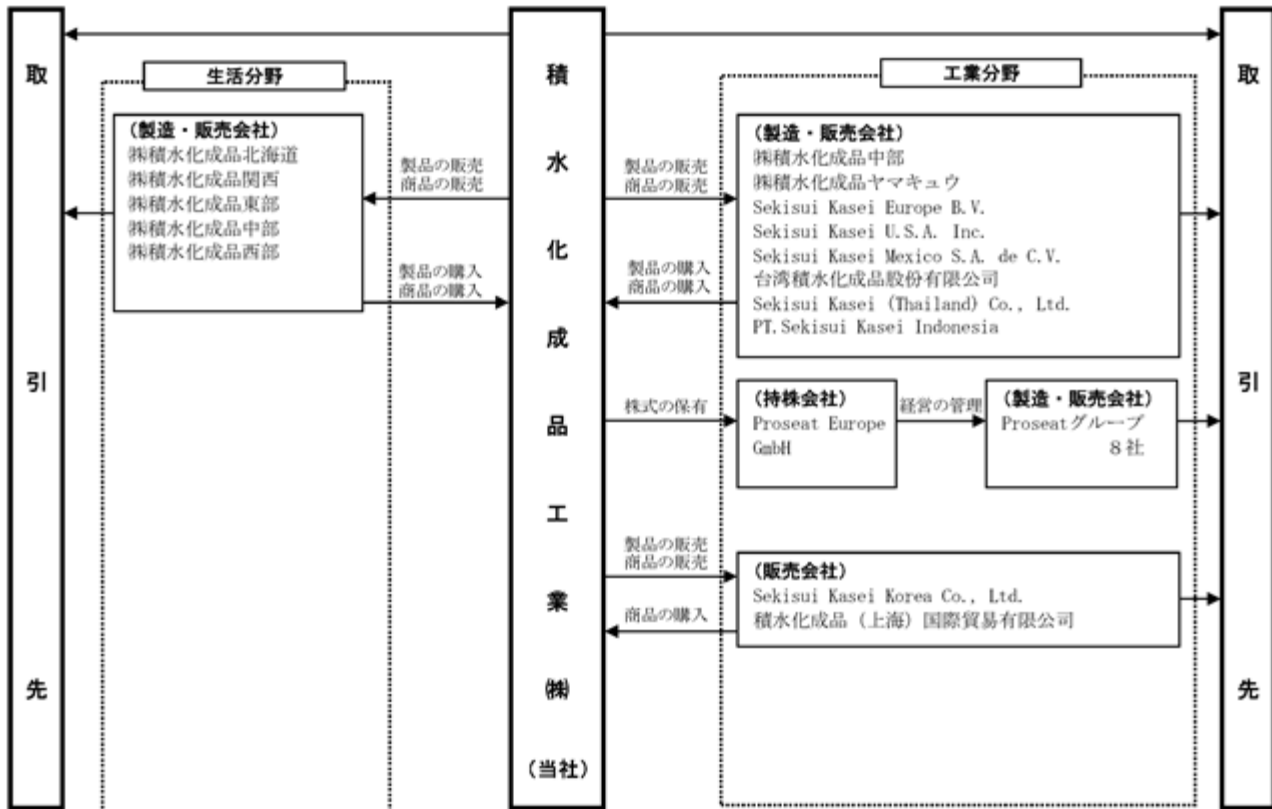 取引先
生活分野
(製造・販売会社)
㈱積水化成品北海道
㈱積水化成品関西
㈱積水化成品東部
㈱積水化成品中部
㈱積水化成品西部
製品の販売
商品の販売
製品の購入
商品の購入
積水化成品工業㈱
(当社)
工業分野
製品の販売
商品の販売
製品の購入
商品の購入
(製造・販売会社)
㈱積水化成品中部
㈱積水化成品ヤマキュウ
Sekisui Kasei Europe B.V.
Sekisui Kasei U.S.A. Inc.
Sekisui Kasei Mexico S.A. de C.V.
台湾積水化成品股份有限公司
Sekisui Kasei (Thailand) Co., Ltd.
PT.Sekisui Kasei Indonesia
株式の保有
(持株会社)
Proseat Europe
GmbH
経営の管理
(製造・販売会社)
Proseatグループ
８社
製品の販売
商品の販売
商品の購入
(販売会社)
Sekisui Kasei Korea Co., Ltd.
積水化成品（上海）国際貿易有限公司
取引先